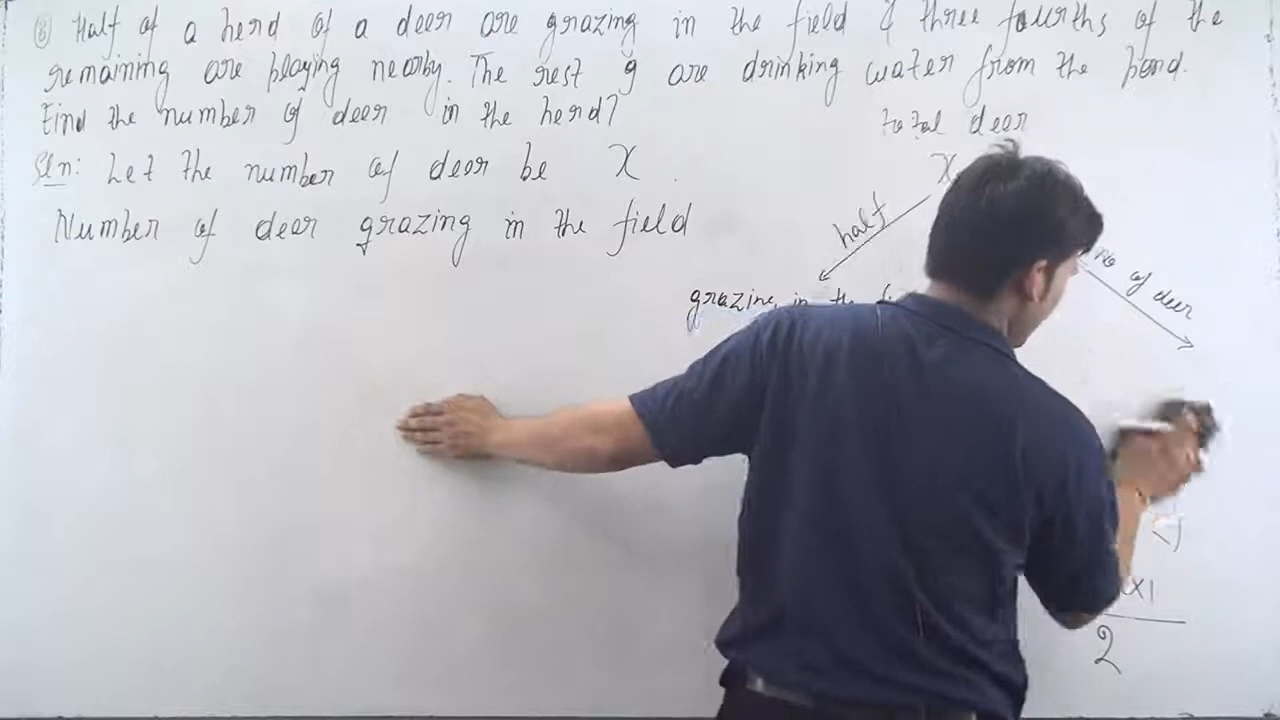 ⑧ Half of a herd of a deer are grazing in the field & three fourths of the
remaining are playing nearby. The rest 9 are drinking water from the pond.
Find the number of deer in the herd?
Sln: Let the number of deer be x
Number of deer grazing in the field
total deer
x
half
no of deer
grazing in the
x1
2